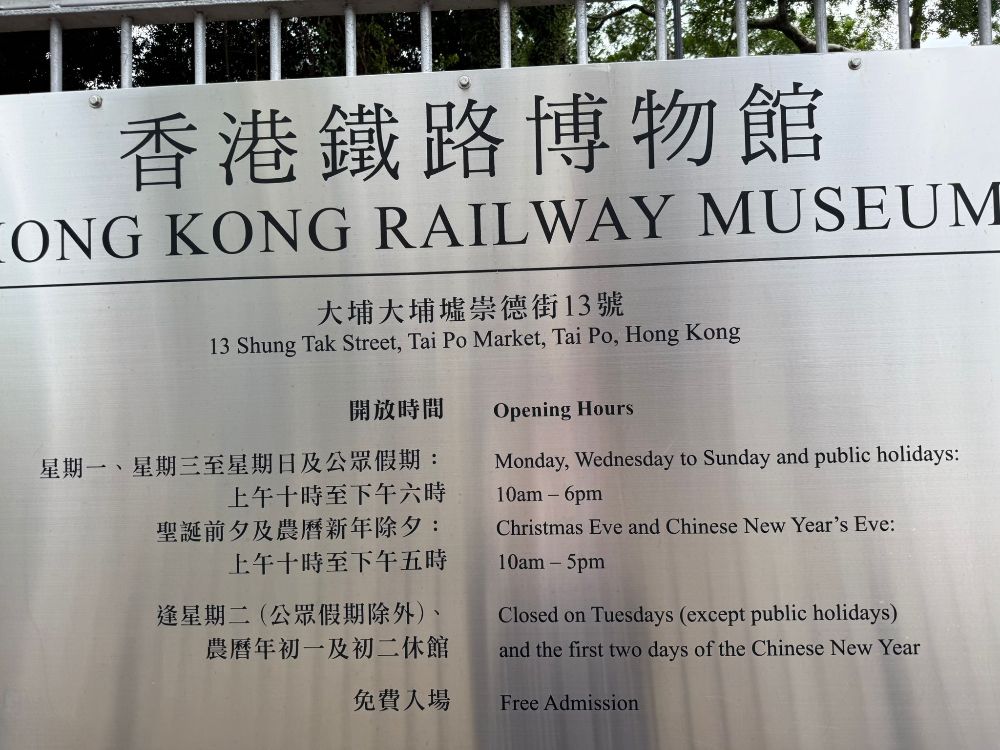 香港鐵路博物館
HONG KONG RAILWAY MUSEUM
大埔大埔墟崇德街13號
13 Shung Tak Street, Tai Po Market, Tai Po, Hong Kong
開放時間 Opening Hours
星期一、星期三至星期日及公眾假期： Monday, Wednesday to Sunday and public holidays:
上午十時至下午六時 10am – 6pm
聖誕前夕及農曆新年除夕： Christmas Eve and Chinese New Year's Eve:
上午十時至下午五時 10am – 5pm
逢星期二（公眾假期除外）、 Closed on Tuesdays (except public holidays)
農曆年初一及初二休館 and the first two days of the Chinese New Year
免費入場 Free Admission